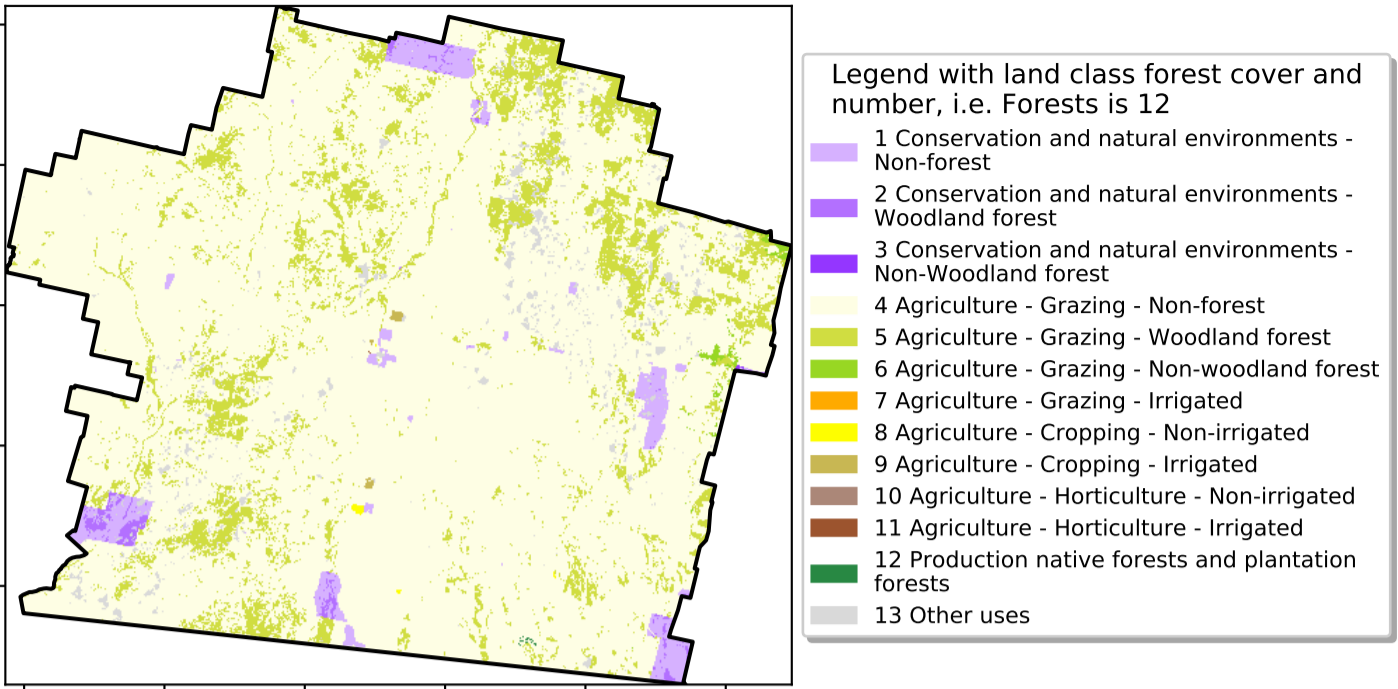 Legend with land class forest cover and
number, i.e. Forests is 12
1 Conservation and natural environments -
Non-forest
2 Conservation and natural environments -
Woodland forest
3 Conservation and natural environments -
Non-Woodland forest
4 Agriculture - Grazing - Non-forest
5 Agriculture - Grazing - Woodland forest
6 Agriculture - Grazing - Non-woodland forest
7 Agriculture - Grazing - Irrigated
8 Agriculture - Cropping - Non-irrigated
9 Agriculture - Cropping - Irrigated
10 Agriculture - Horticulture - Non-irrigated
11 Agriculture - Horticulture - Irrigated
12 Production native forests and plantation
forests
13 Other uses